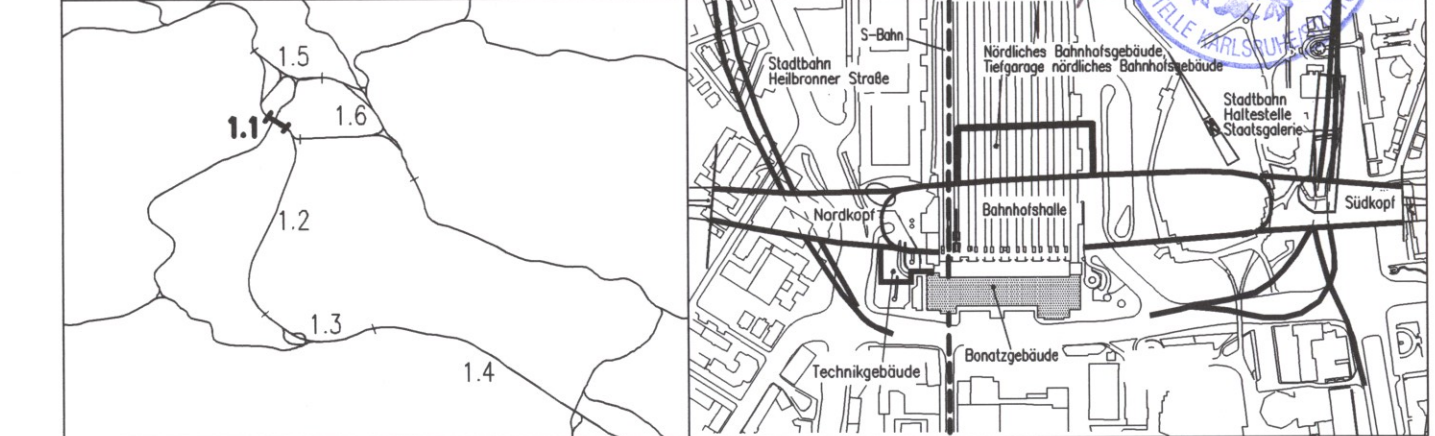 1.5
1.6
1.1
1.2
1.3
1.4
S-Bahn
Stadtbahn
Heilbronner Straße
Nördliches Bahnhofsgebäude,
Tiefgarage nördliches Bahnhofsgebäude
Stadtbahn
Haltestelle
Staatsgalerie
Nordkopf
Bahnhofshalle
Südkopf
Technikgebäude
Bonatzgebäude
KARLSRUHE